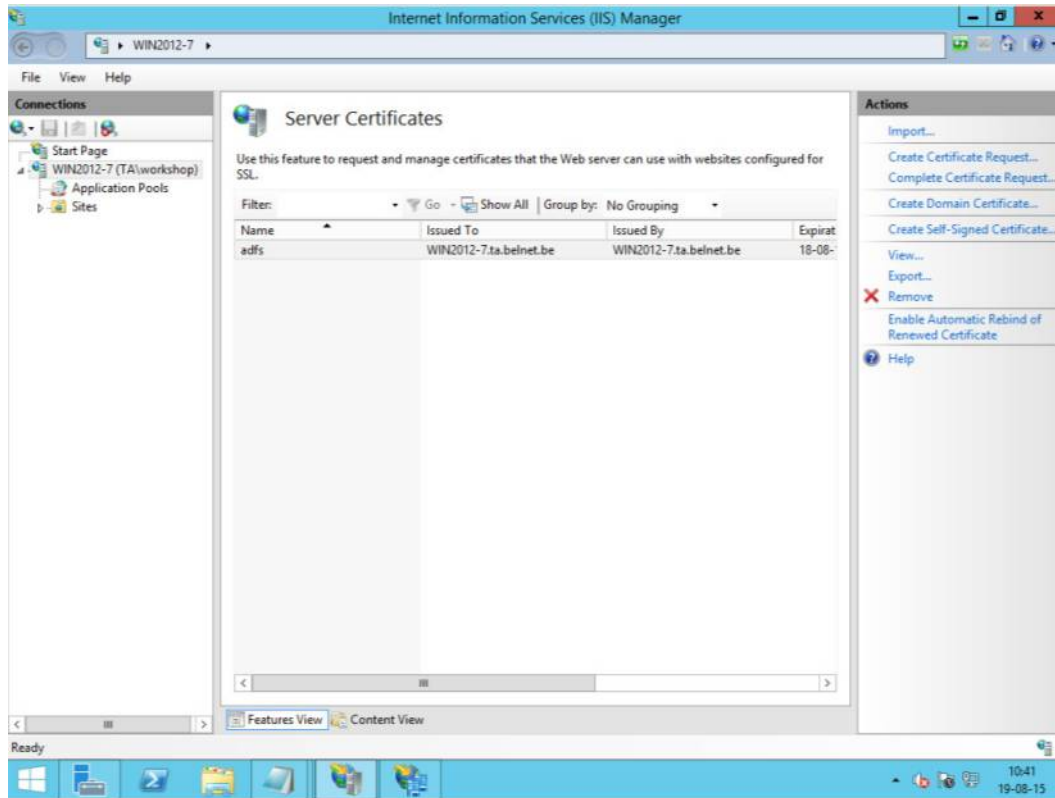 Internet Information Services (IIS) Manager
WIN2012-7
File View Help
Connections
Start Page
WIN2012-7 (TA\workshop)
Application Pools
Sites
Server Certificates
Use this feature to request and manage certificates that the Web server can use with websites configured for
SSL.
Filter: Go Show All Group by: No Grouping
Name Issued To Issued By Expirat
adfs WIN2012-7.ta.belnet.be WIN2012-7.ta.belnet.be 18-08-
Features View Content View
Actions
Import...
Create Certificate Request...
Complete Certificate Request...
Create Domain Certificate...
Create Self-Signed Certificate...
View...
Export...
Remove
Enable Automatic Rebind of
Renewed Certificate
Help
Ready
10:41
19-08-15